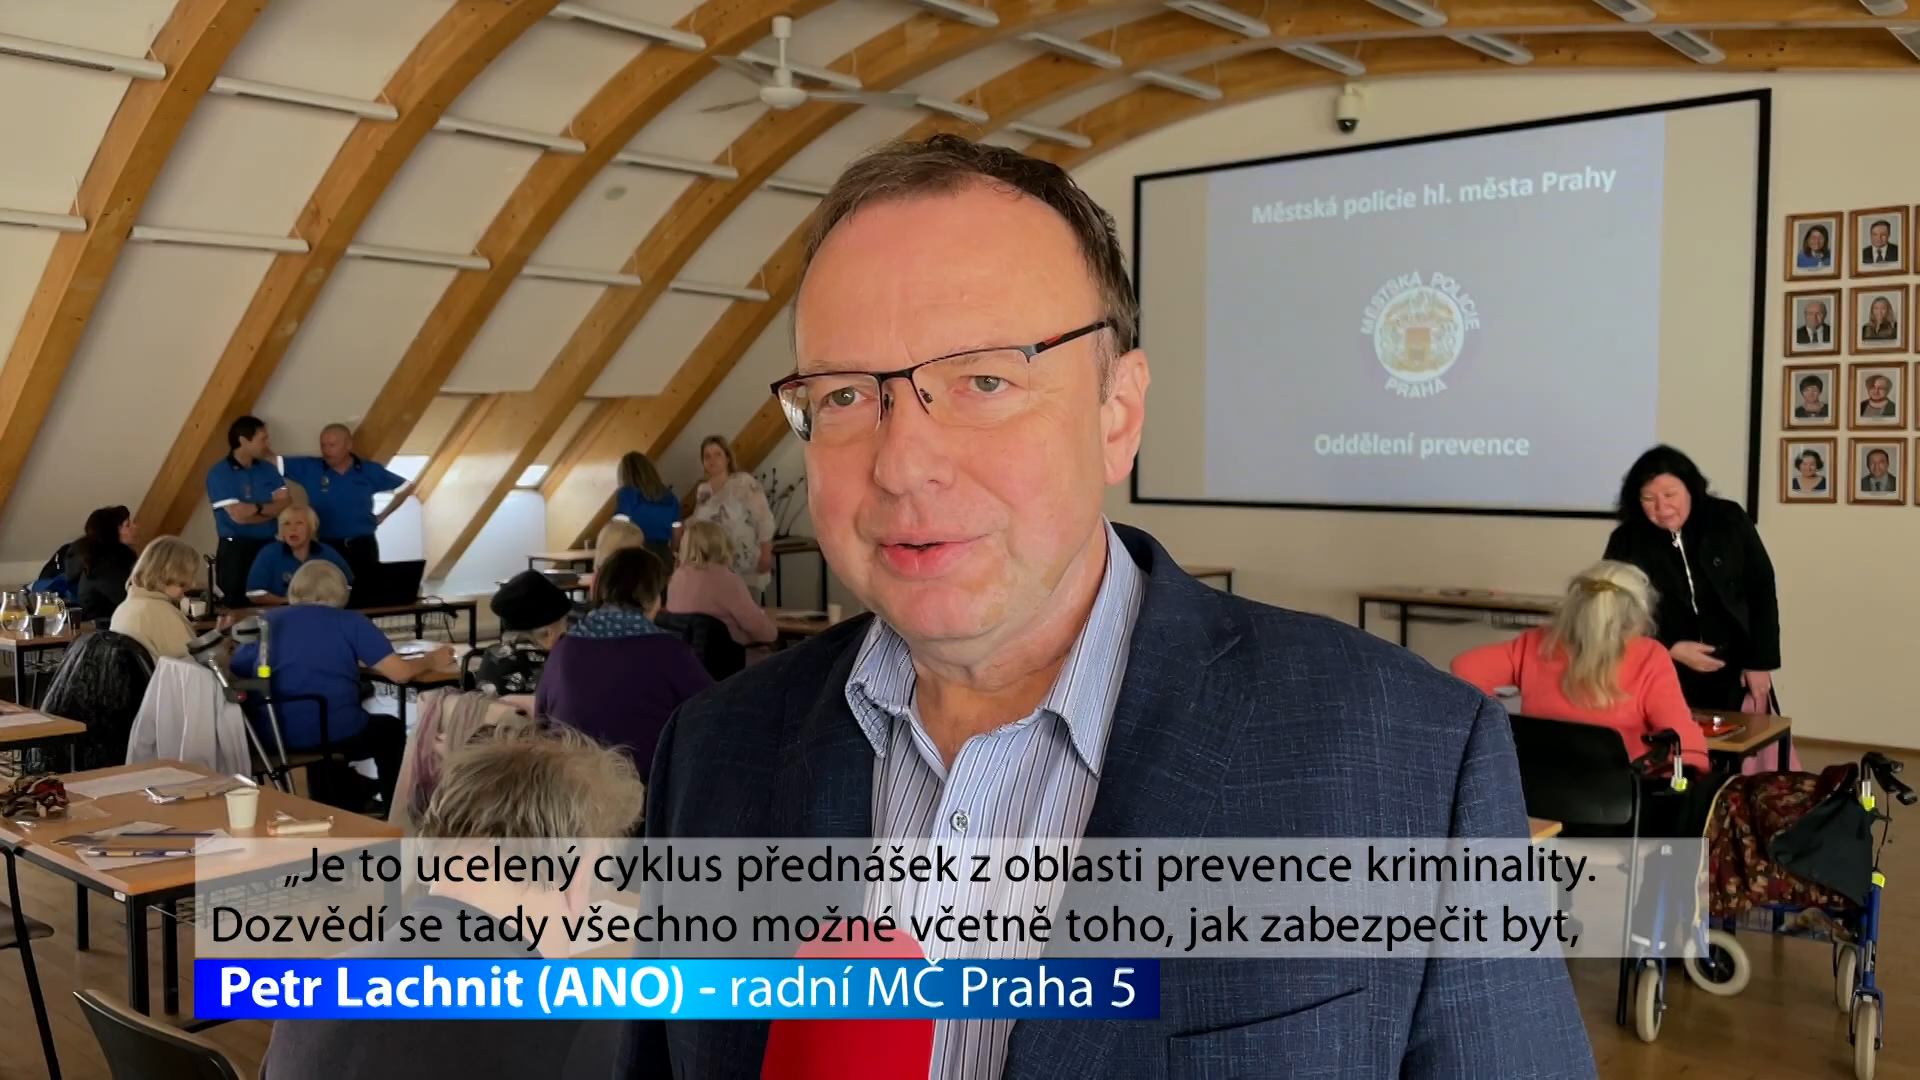 Městská policie hl. města Prahy
MĚSTSKÁ POLICIE
PRAHA
Oddělení prevence
„Je to ucelený cyklus přednášek z oblasti prevence kriminality.
Dozvědí se tady všechno možné včetně toho, jak zabezpečit byt,
Petr Lachnit (ANO) - radní MČ Praha 5